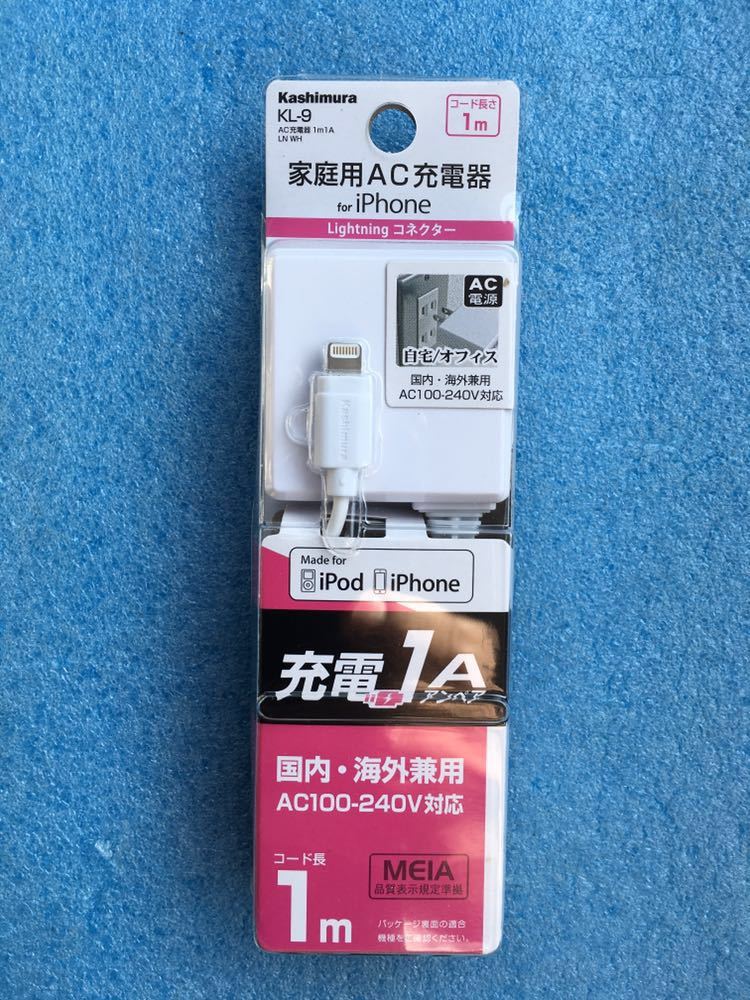 Kashimura
KL-9
AC充電器 1m1A
LN WH
コード長さ
1m
家庭用AC充電器
for iPhone
Lightning コネクター
AC
電源
自宅/オフィス
国内・海外兼用
AC100-240V対応
Kashimura
Made for
iPod iPhone
充電1A
アンペア
国内・海外兼用
AC100-240V対応
コード長
1m
MEIA
品質表示規定準拠
パッケージ裏面の適合
機種をご確認ください。